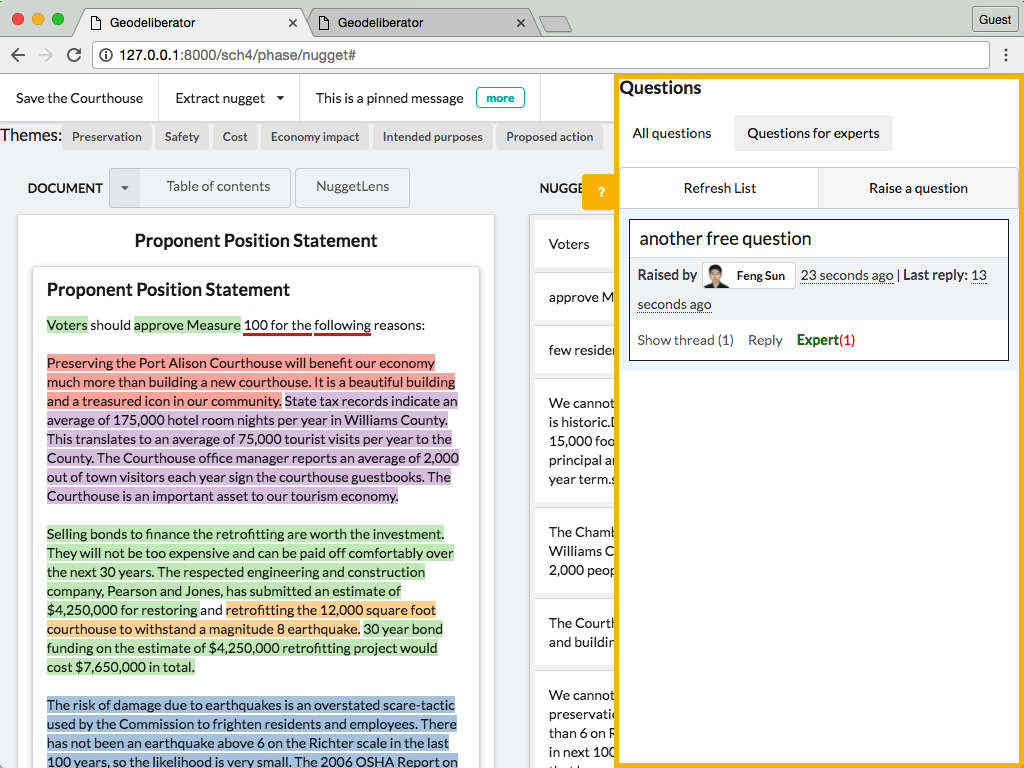 Geodeliberator
Geodeliberator
Guest
127.0.0.1:8000/sch4/phase/nugget#
Save the Courthouse
Extract nugget
This is a pinned message
more
Themes:
Preservation
Safety
Cost
Economy impact
Intended purposes
Proposed action
DOCUMENT
Table of contents
NuggetLens
Proponent Position Statement
Proponent Position Statement
Voters should approve Measure 100 for the following reasons:
Preserving the Port Alison Courthouse will benefit our economy
much more than building a new courthouse. It is a beautiful building
and a treasured icon in our community. State tax records indicate an
average of 175,000 hotel room nights per year in Williams County.
This translates to an average of 75,000 tourist visits per year to the
County. The Courthouse office manager reports an average of 2,000
out of town visitors each year sign the courthouse guestbooks. The
Courthouse is an important asset to our tourism economy.
Selling bonds to finance the retrofitting are worth the investment.
They will not be too expensive and can be paid off comfortably over
the next 30 years. The respected engineering and construction
company, Pearson and Jones, has submitted an estimate of
$4,250,000 for restoring and retrofitting the 12,000 square foot
courthouse to withstand a magnitude 8 earthquake. 30 year bond
funding on the estimate of $4,250,000 retrofitting project would
cost $7,650,000 in total.
The risk of damage due to earthquakes is an overstated scare-tactic
used by the Commission to frighten residents and employees. There
has not been an earthquake above 6 on the Richter scale in the last
100 years, so the likelihood is very small. The 2006 OSHA Report on
NUGGE
?
Voters
approve M
few reside
We cannot
is historic.
15,000 foo
principal a
year term.
The Chamb
Williams C
2,000 peop
The Court
and buildin
We cannot
preservati
than 6 on
in next 100
Questions
All questions
Questions for experts
Refresh List
Raise a question
another free question
Raised by Feng Sun 23 seconds ago | Last reply: 13
seconds ago
Show thread (1) Reply Expert(1)